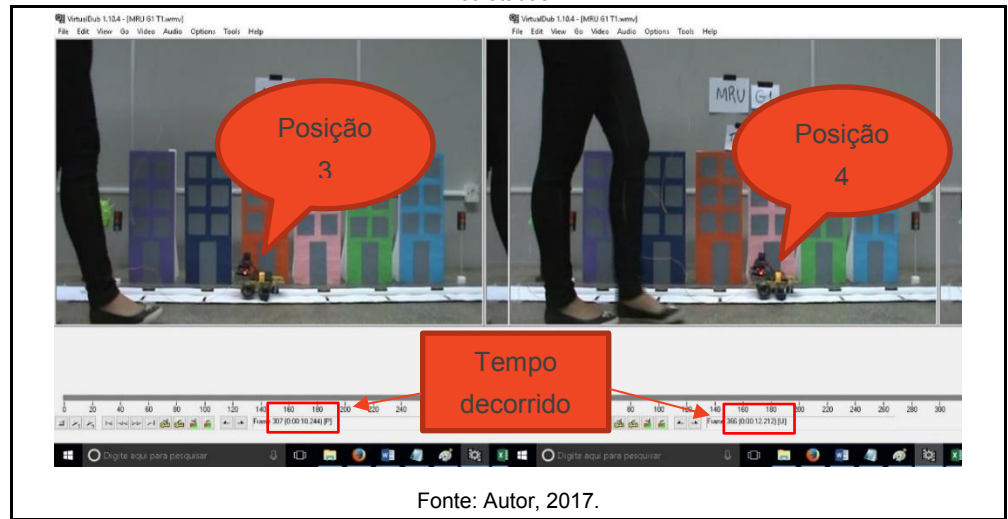 VirtualDub 1.10.4 - [MRU G1 T1.wmv]
File Edit View Go Video Audio Options Tools Help
Posição
3
VirtualDub 1.10.4 - [MRU G1 T1.wmv]
File Edit View Go Video Audio Options Tools Help
MRU G1
Posição
4
Tempo
decorrido
0 20 40 60 80 100 120 140 160 180 200 220 240
Frame 307 (0:00:10.244) [P]
80 100 120 140 160 180 200 220 240 260 280 300
Frame 366 (0:00:12.212) [U]
Digite aqui para pesquisar
Digite aqui para pesquisar
Fonte: Autor, 2017.